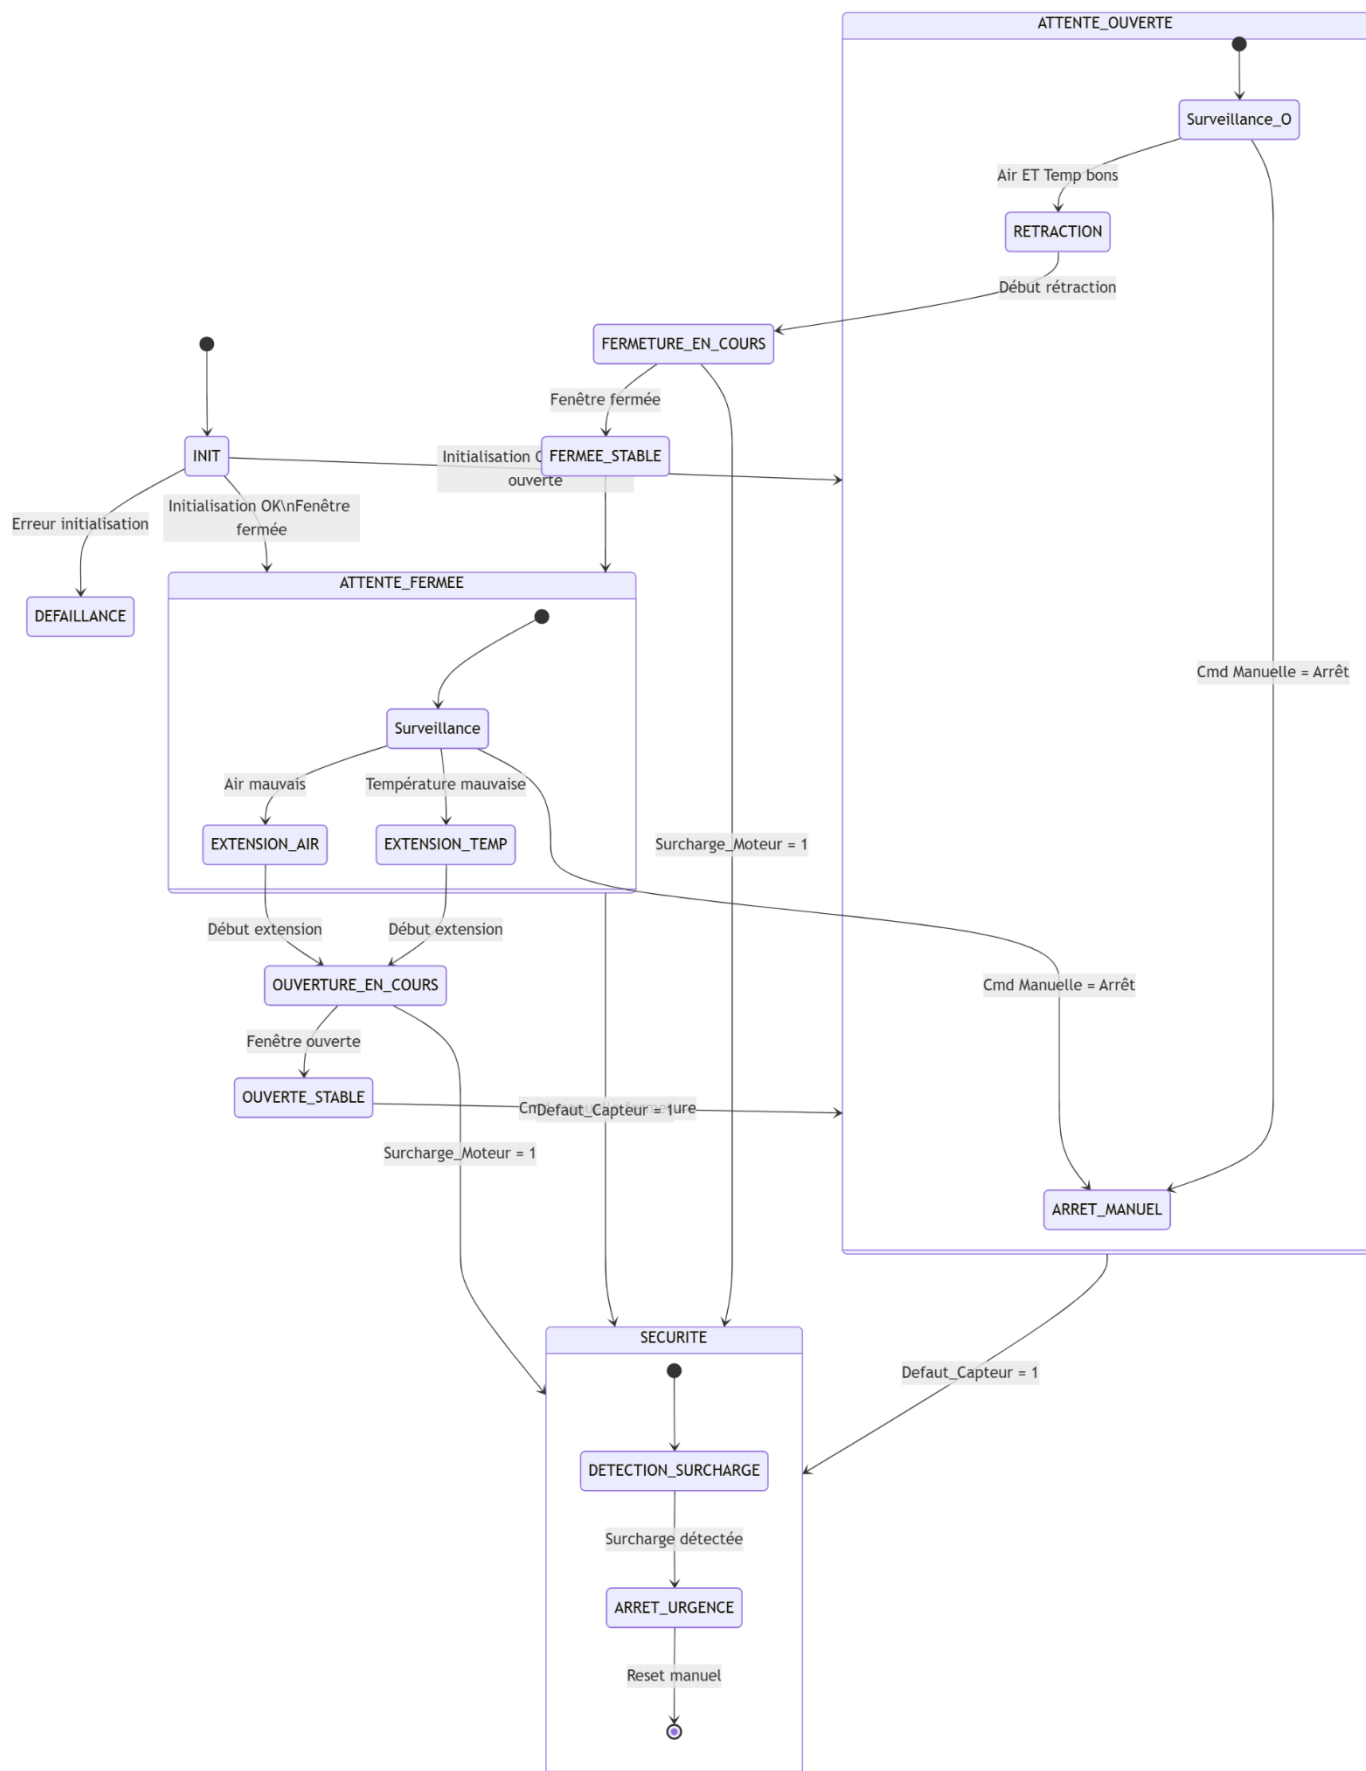 ATTENTE_OUVERTE
Surveillance_O
Air ET Temp bons
RETRACTION
Début rétraction
FERMETURE_EN_COURS
Fenêtre fermée
INIT
Initialisation
ouverte
FERMEE_STABLE
Initialisation OK\nFenêtre
fermée
Erreur initialisation
ATTENTE_FERMEE
DEFAILLANCE
Cmd Manuelle = Arrêt
Surveillance
Air mauvais
Température mauvaise
EXTENSION_AIR
EXTENSION_TEMP
Surcharge_Moteur = 1
Début extension
Début extension
OUVERTURE_EN_COURS
Cmd Manuelle = Arrêt
Fenêtre ouverte
OUVERTE_STABLE
Defaut_Capteur = 1
Surcharge_Moteur = 1
ARRET_MANUEL
SECURITE
Defaut_Capteur = 1
DETECTION_SURCHARGE
Surcharge détectée
ARRET_URGENCE
Reset manuel